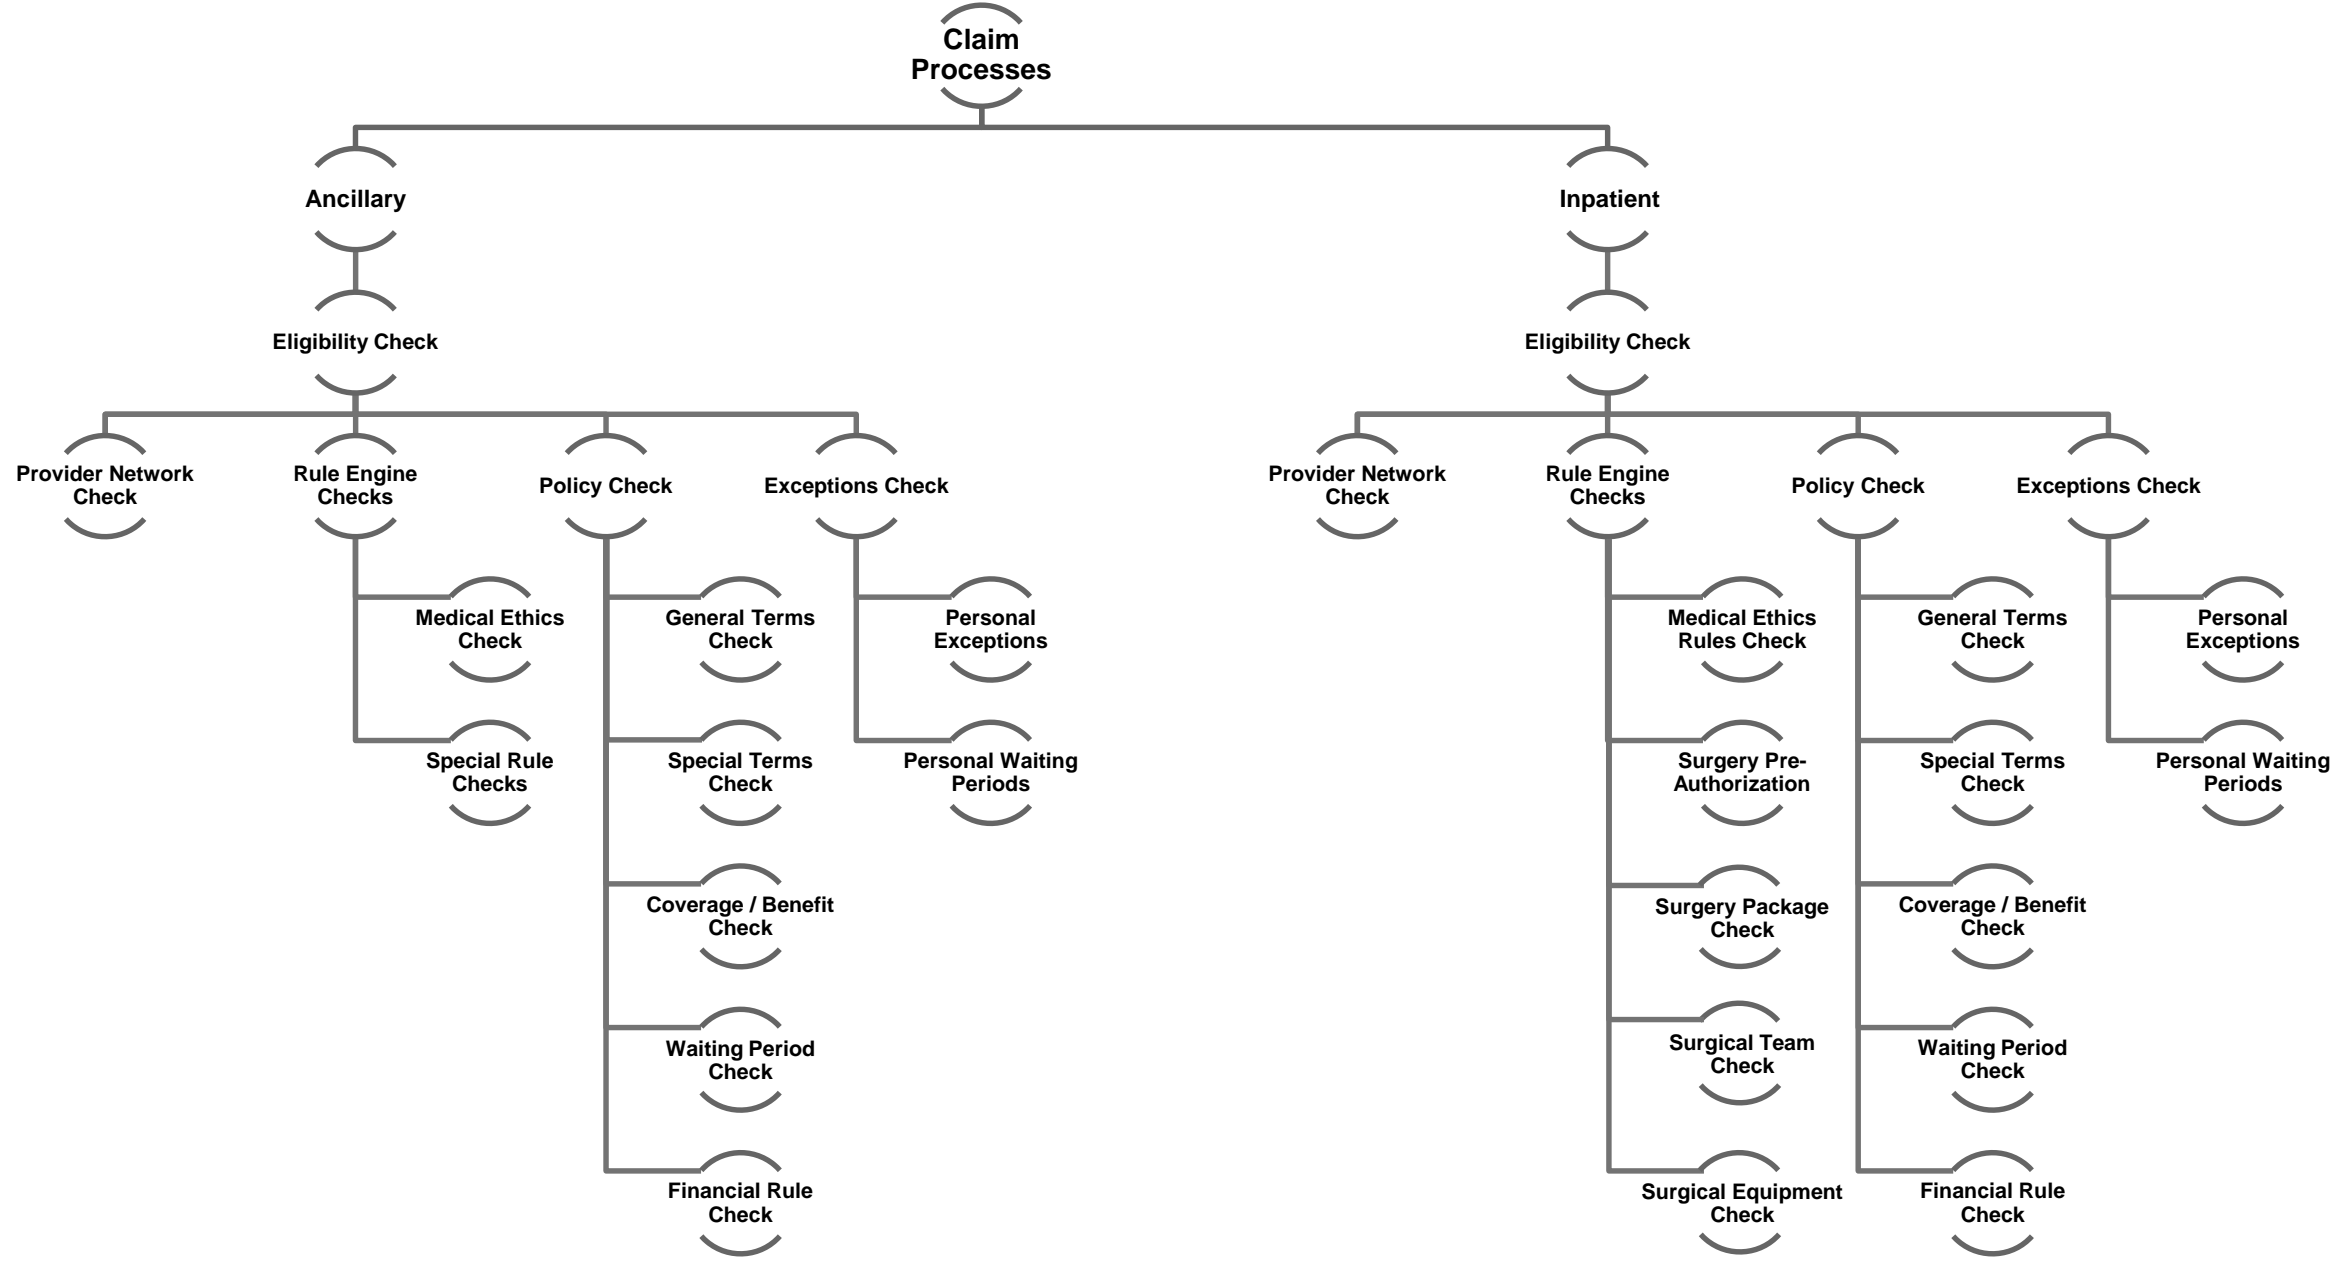 Claim
Processes
Ancillary
Inpatient
Eligibility Check
Eligibility Check
Provider Network
Check
Rule Engine
Checks
Policy Check
Exceptions Check
Provider Network
Check
Rule Engine
Checks
Policy Check
Exceptions Check
Medical Ethics
Check
General Terms
Check
Personal
Exceptions
Medical Ethics
Rules Check
General Terms
Check
Personal
Exceptions
Special Rule
Checks
Special Terms
Check
Personal Waiting
Periods
Surgery Pre-
Authorization
Special Terms
Check
Personal Waiting
Periods
Coverage / Benefit
Check
Surgery Package
Check
Coverage / Benefit
Check
Waiting Period
Check
Surgical Team
Check
Waiting Period
Check
Financial Rule
Check
Surgical Equipment
Check
Financial Rule
Check